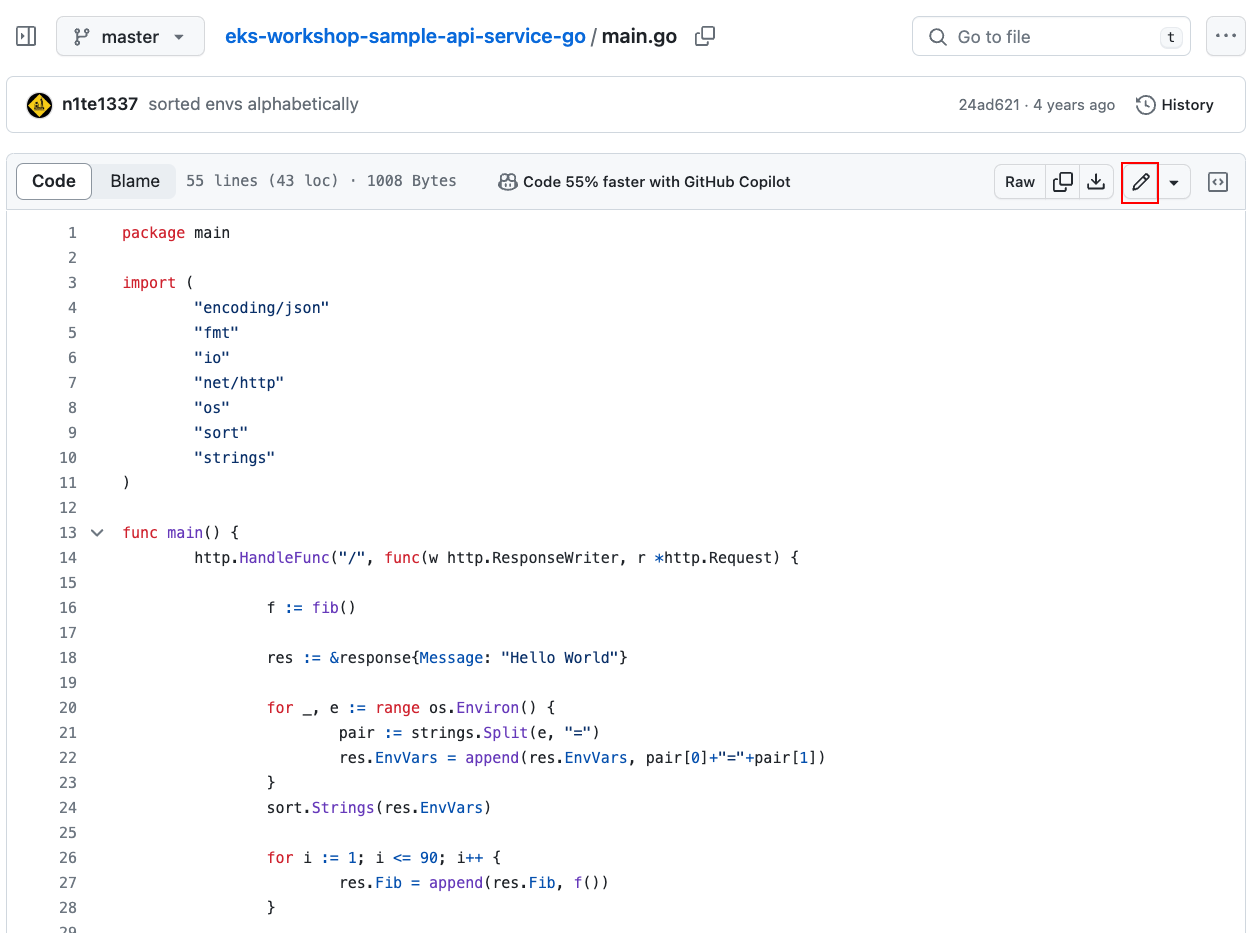 master eks-workshop-sample-api-service-go / main.go Go to file t ...
n1te1337 sorted envs alphabetically 24ad621 · 4 years ago History
Code Blame 55 lines (43 loc) · 1008 Bytes Code 55% faster with GitHub Copilot Raw
1 package main
2
3 import (
4 "encoding/json"
5 "fmt"
6 "io"
7 "net/http"
8 "os"
9 "sort"
10 "strings"
11 )
12
13 func main() {
14 http.HandleFunc("/", func(w http.ResponseWriter, r *http.Request) {
15
16 f := fib()
17
18 res := &response{Message: "Hello World"}
19
20 for _, e := range os.Environ() {
21 pair := strings.Split(e, "=")
22 res.EnvVars = append(res.EnvVars, pair[0]+"="+pair[1])
23 }
24 sort.Strings(res.EnvVars)
25
26 for i := 1; i <= 90; i++ {
27 res.Fib = append(res.Fib, f())
28 }
29